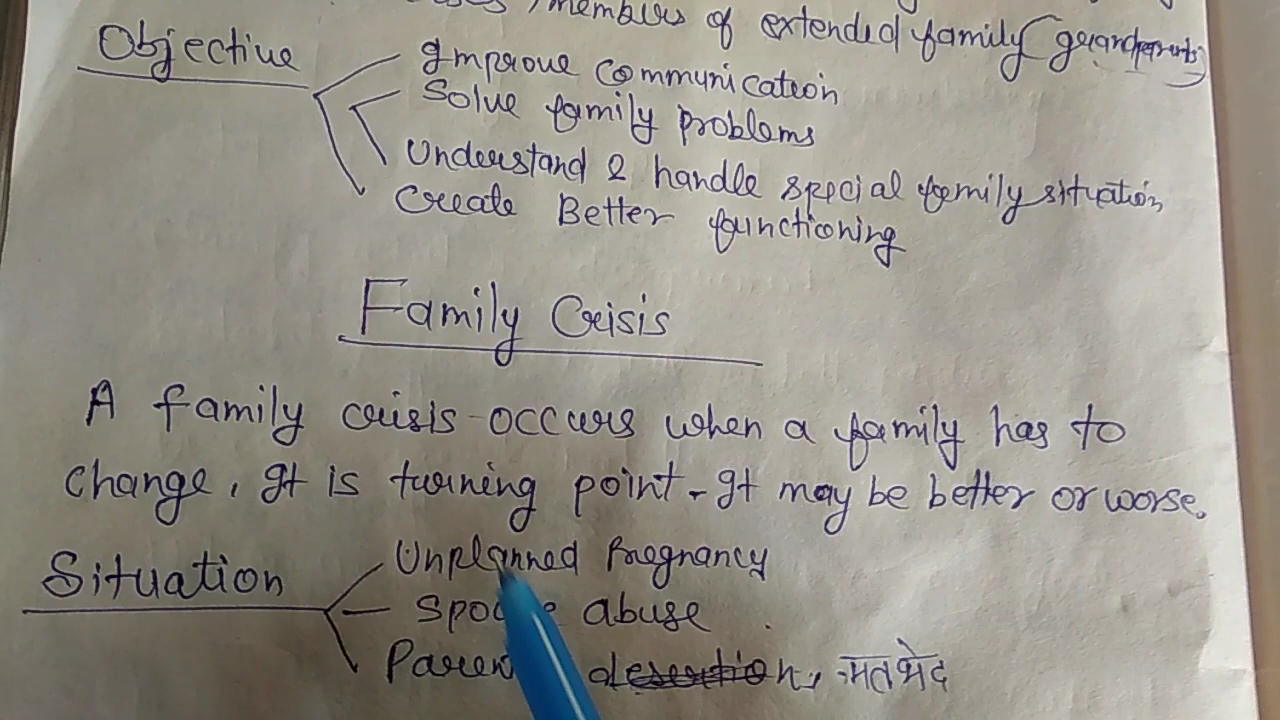 members of extended family (grandparents)
Objective
Improve communication
Solve family problems
Understand & handle special family situation
Create Better functioning
Family Crisis
A family crisis occurs when a family has to
change, It is turning point. It may be better or worse.
Situation
Unplanned Pregnancy
abuse
मतभेद